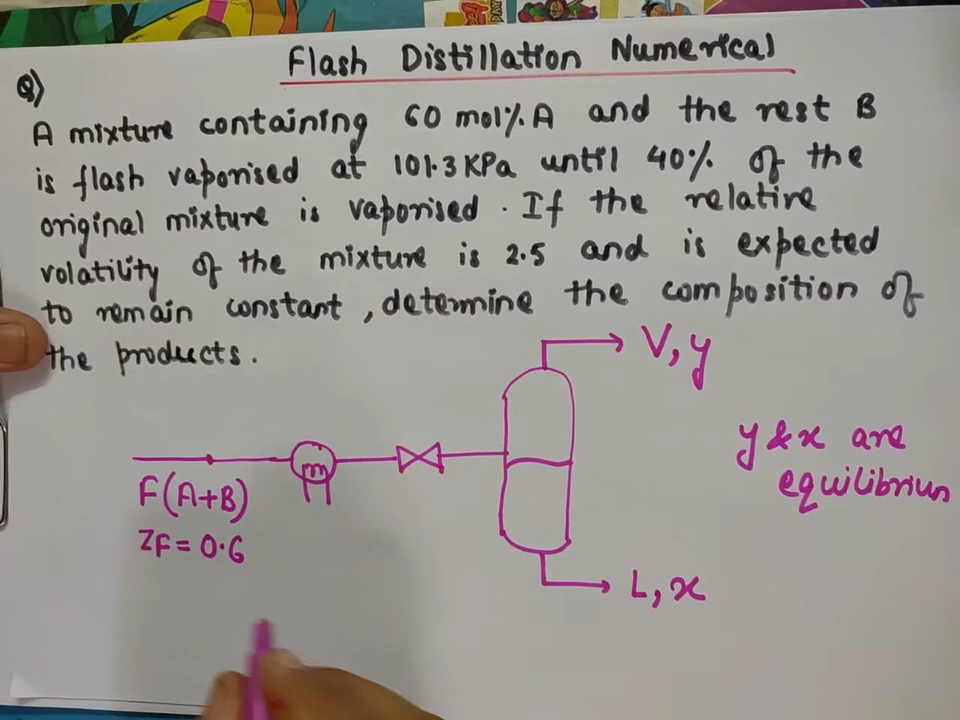 Flash Distillation Numerical
Q)
A mixture containing 60 mol% A and the rest B
is flash vaporised at 101.3 KPa until 40% of the
original mixture is vaporised. If the relative
volatility of the mixture is 2.5 and is expected
to remain constant, determine the composition of
the products.
V, y
y & x are
equilibrium
F(A+B)
ZF = 0.6
L, x